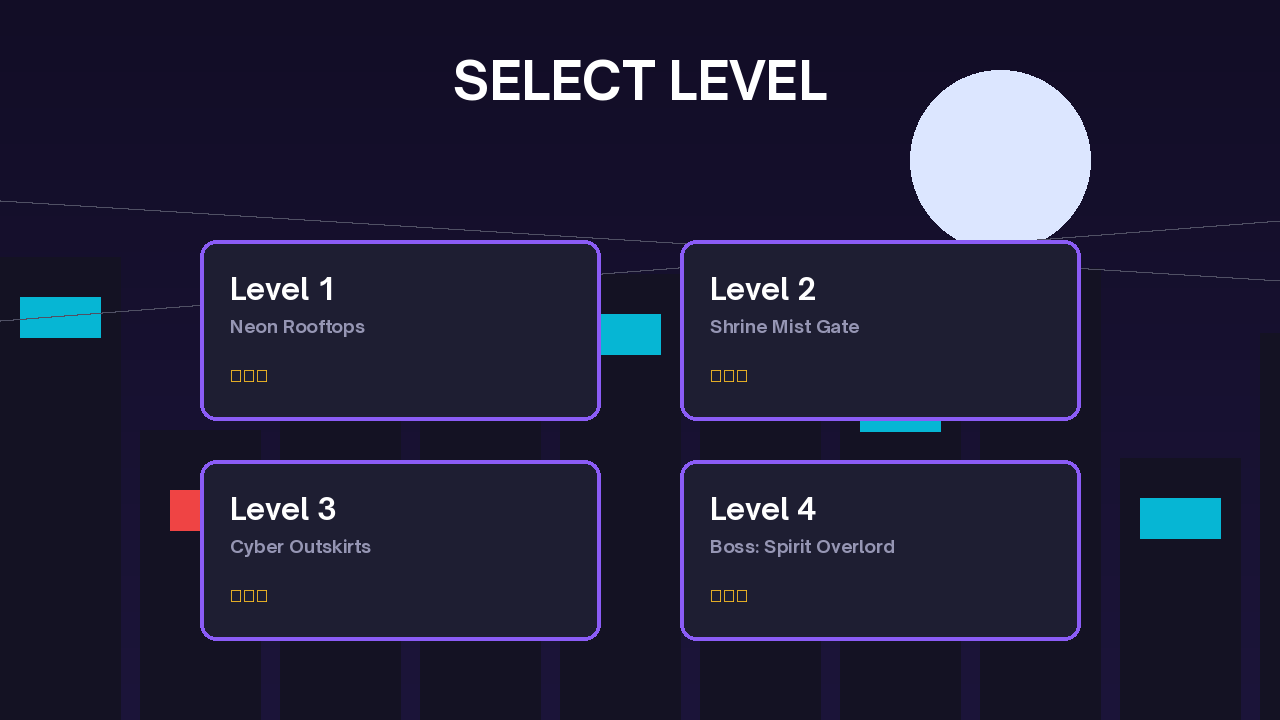 SELECT LEVEL
Level 1
Neon Rooftops
Level 2
Shrine Mist Gate
Level 3
Cyber Outskirts
Level 4
Boss: Spirit Overlord